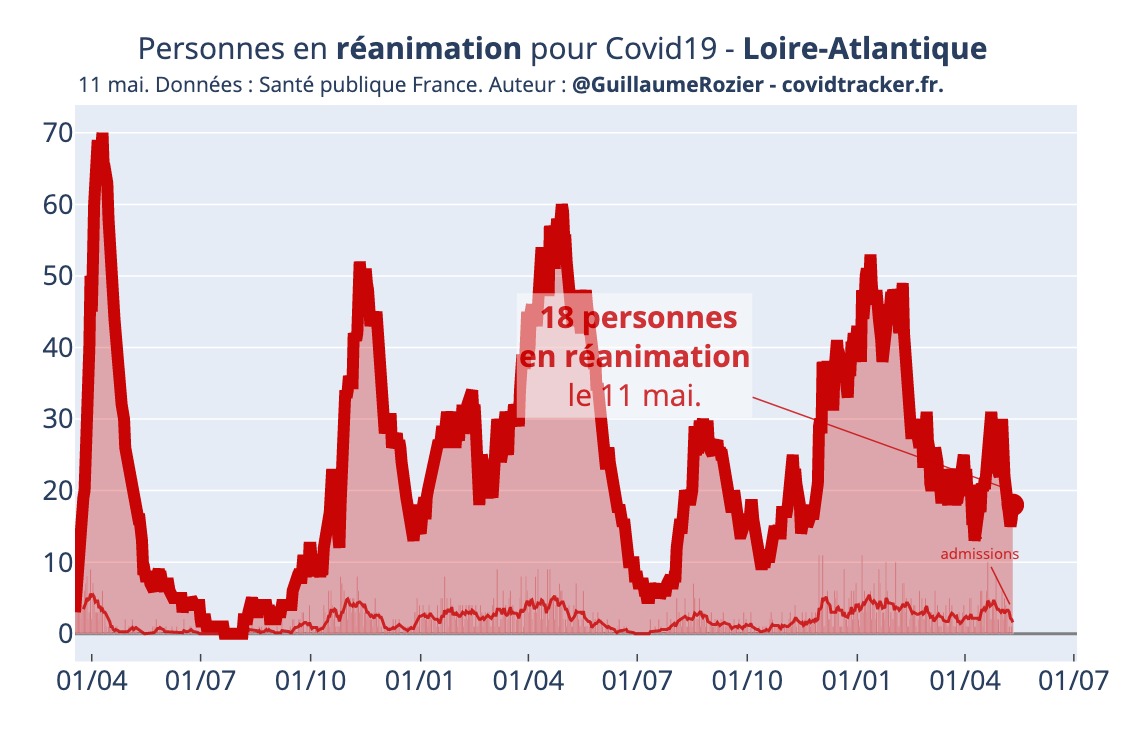 Personnes en réanimation pour Covid19 - Loire-Atlantique
11 mai. Données : Santé publique France. Auteur : @GuillaumeRozier - covidtracker.fr.
70
60
50
40
30
20
10
0
18 personnes
en réanimation
le 11 mai.
admissions
01/04 01/07 01/10 01/01 01/04 01/07 01/10 01/01 01/04 01/07